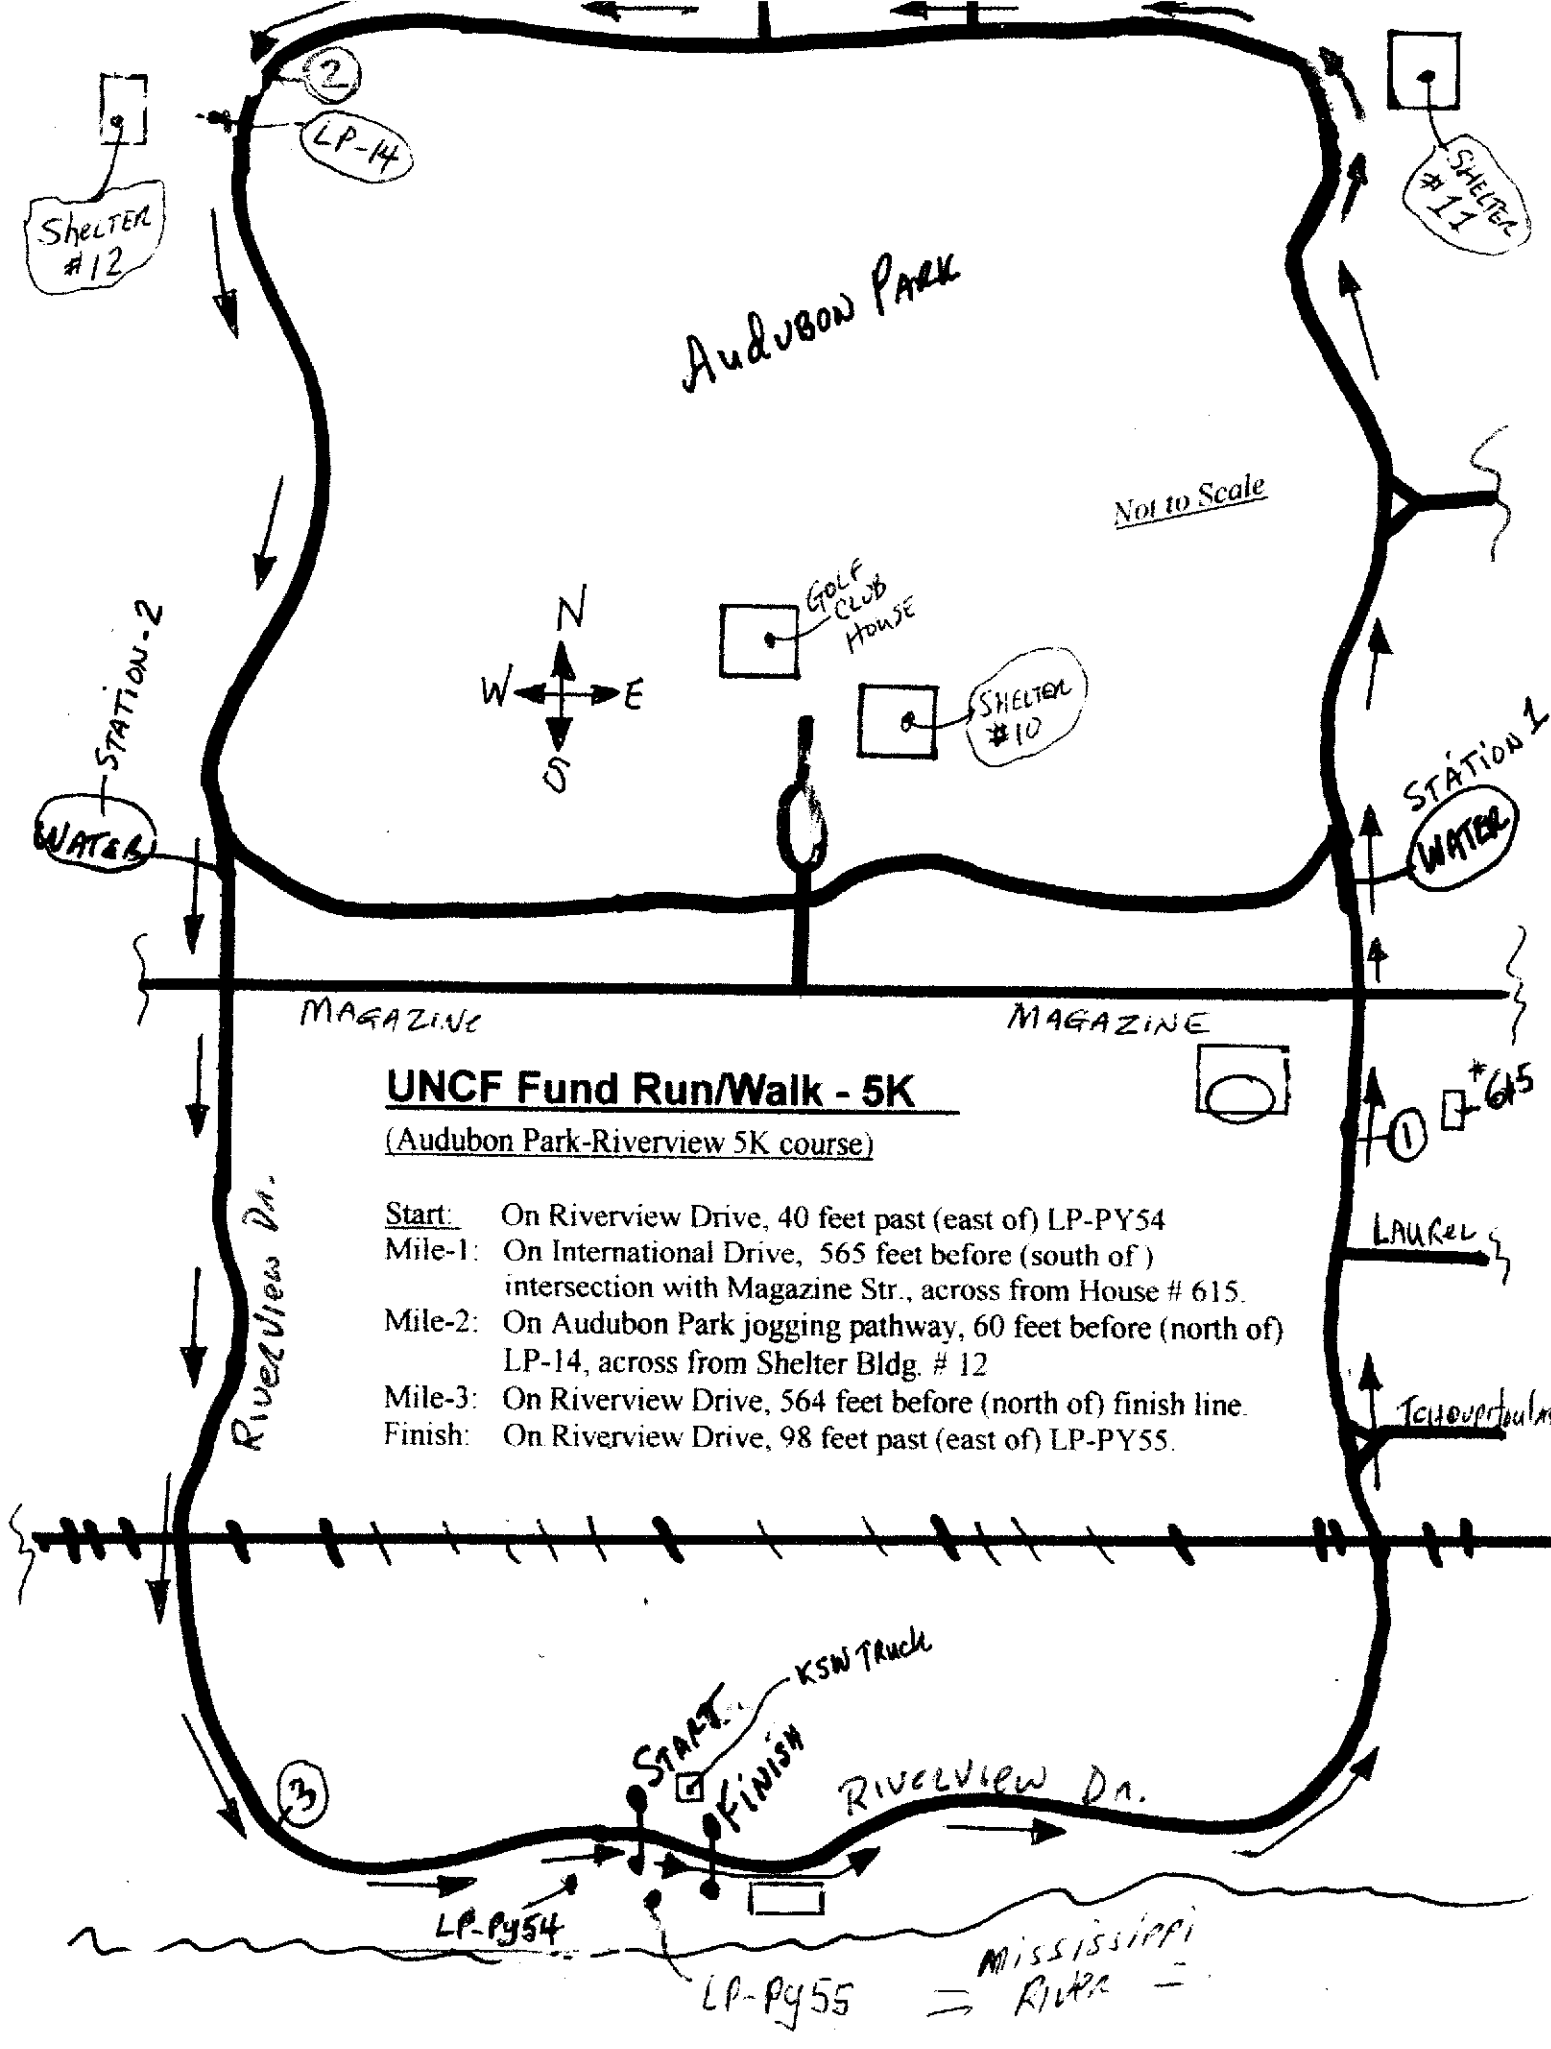 2
LP-14
SheLTER
#12
SHELTER
#11
AuduBON PARK
Not to Scale
GOLF
CLUB
HOUSE
N
W E
S
SHELTER
#10
STATION-2
WATER
STATION 1
WATER
MAGAZINE
MAGAZINE
UNCF Fund Run/Walk - 5K
(Audubon Park-Riverview 5K course)
#615
1
Start: On Riverview Drive, 40 feet past (east of) LP-PY54
Mile-1: On International Drive, 565 feet before (south of )
intersection with Magazine Str., across from House # 615.
Mile-2: On Audubon Park jogging pathway, 60 feet before (north of)
LP-14, across from Shelter Bldg. # 12
Mile-3: On Riverview Drive, 564 feet before (north of) finish line.
Finish: On Riverview Drive, 98 feet past (east of) LP-PY55.
RIVERVIEW DR.
LAUREL
KSW TRUCK
START
FINISH
3
RIVERVIEW DR.
LP-Py54
LP-Py55
Mississippi
RIVER